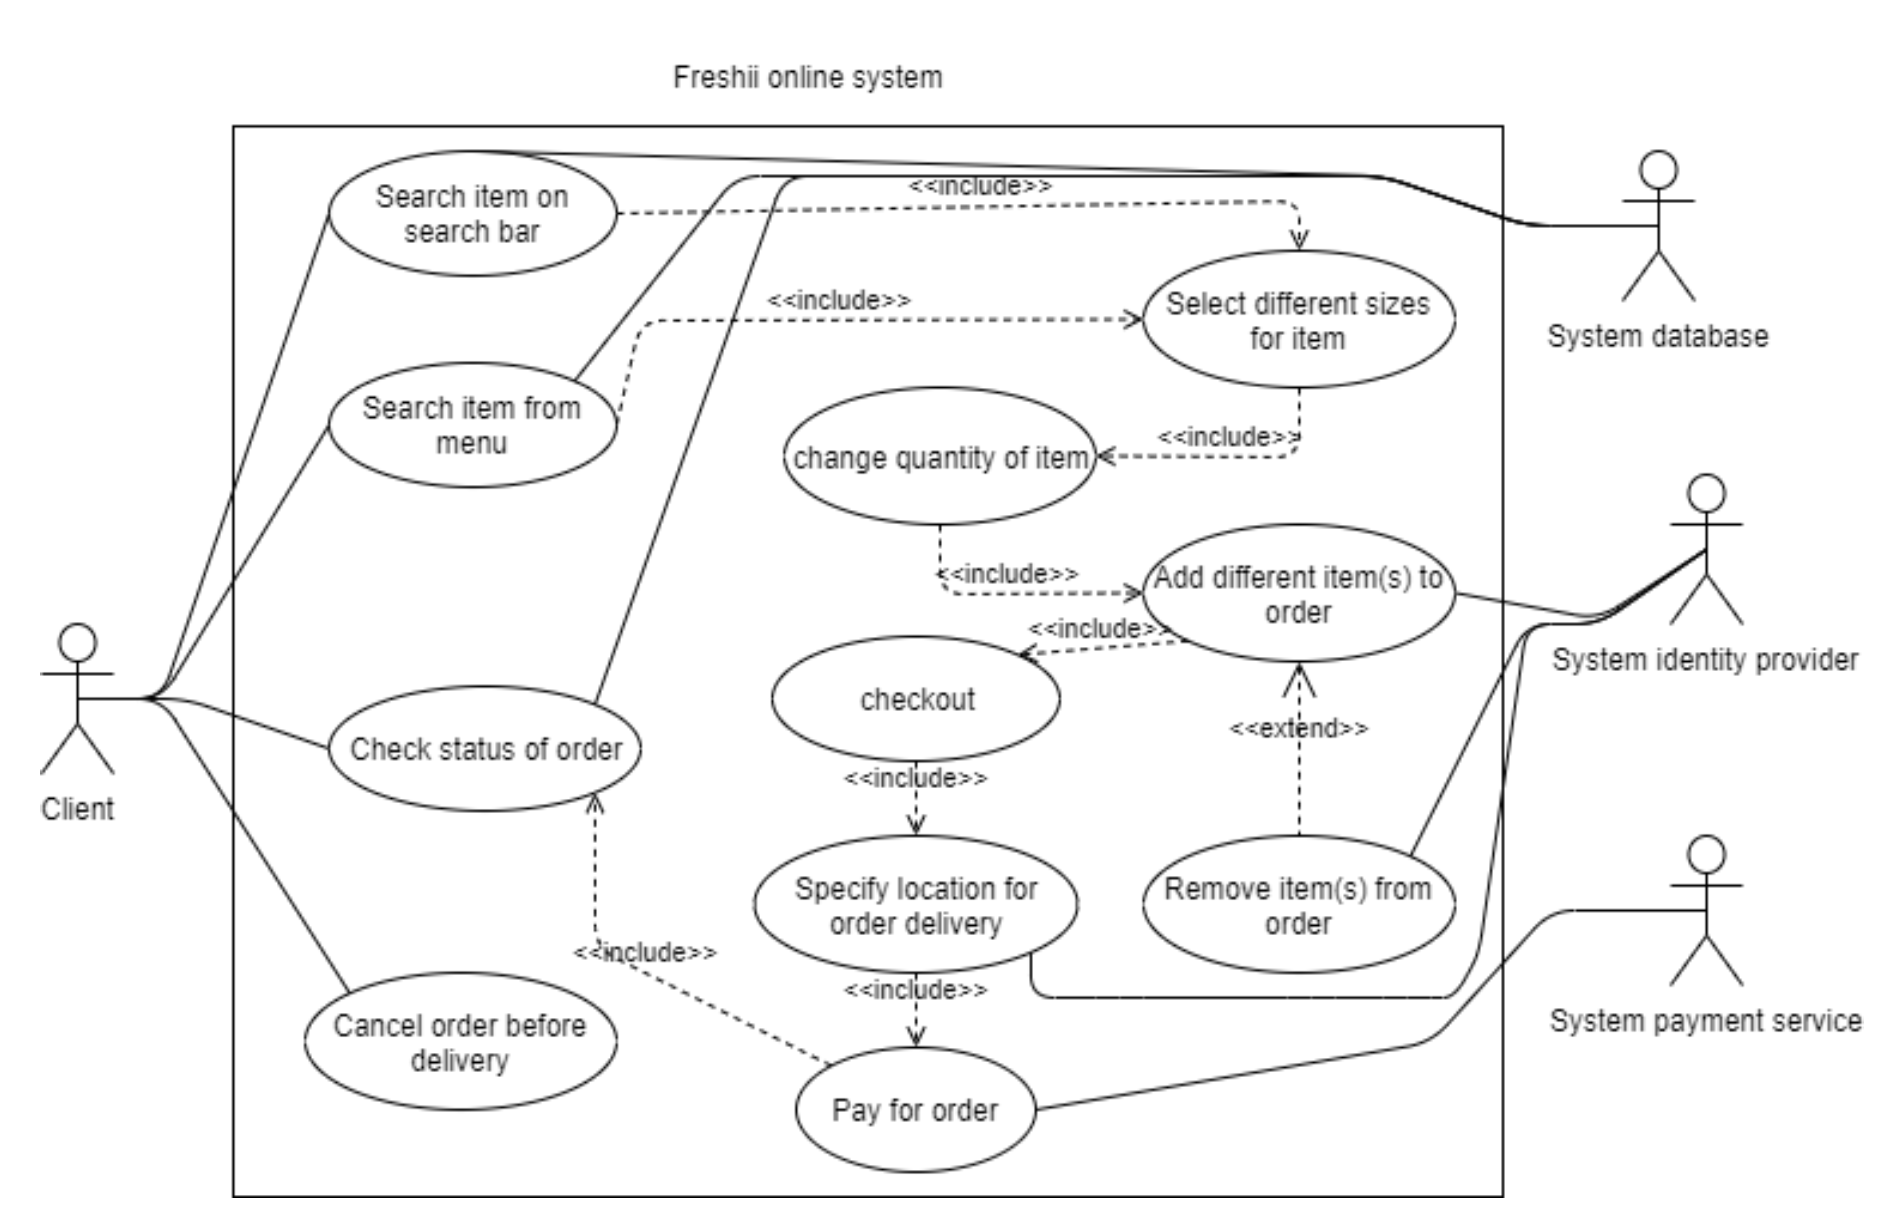 Freshii online system
Search item on
search bar
<<include>>
System database
<<include>>
Select different sizes
for item
Search item from
menu
<<include>>
change quantity of item
<<include>>
Add different item(s) to
order
<<include>>
System identity provider
checkout
Check status of order
<<extend>>
Client
<<include>>
Specify location for
order delivery
Remove item(s) from
order
<<include>>
<<include>>
System payment service
Cancel order before
delivery
Pay for order